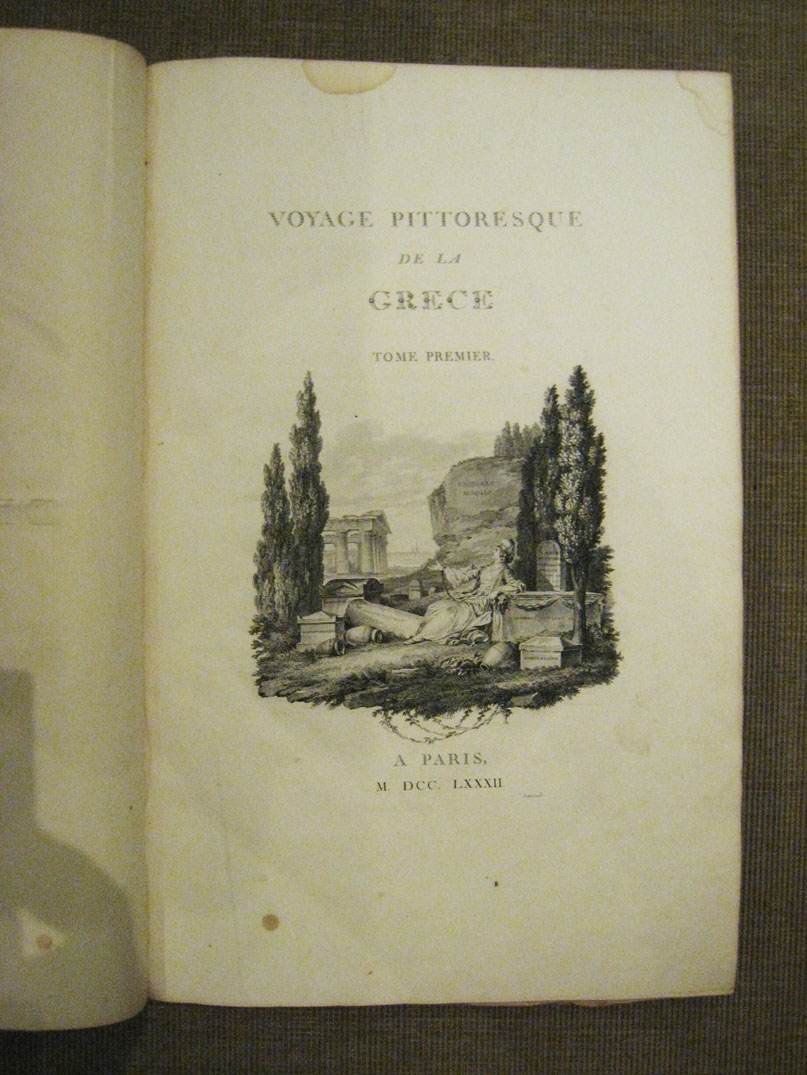 VOYAGE PITTORESQUE
DE LA
GRECE
TOME PREMIER.
A PARIS,
M. DCC. LXXXII